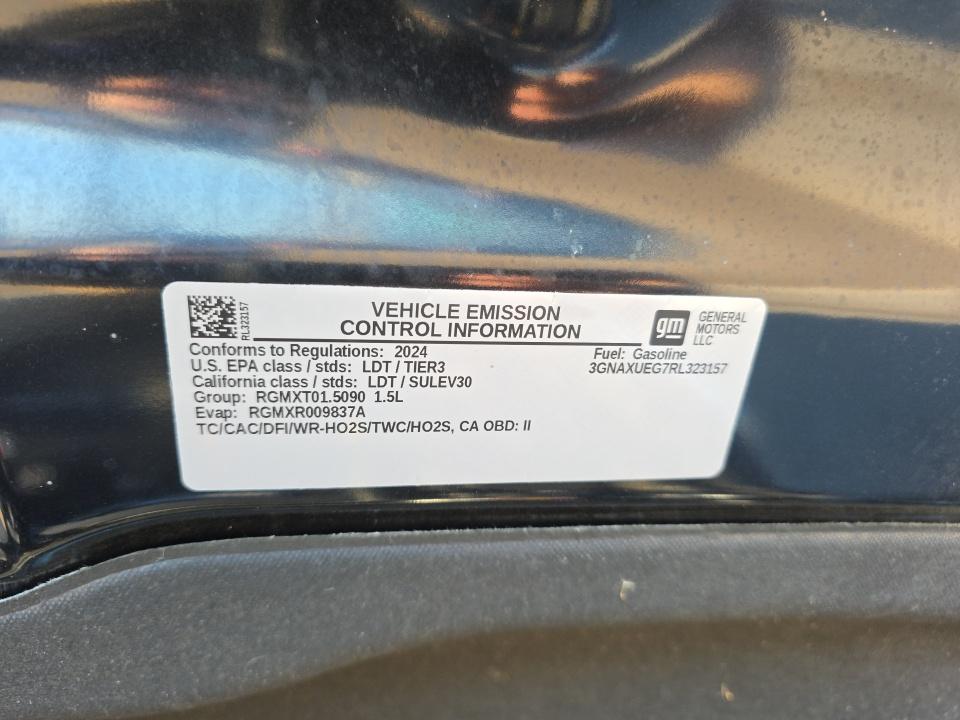 RL323157
VEHICLE EMISSION
CONTROL INFORMATION
gm
GENERAL
MOTORS
LLC
Conforms to Regulations: 2024
Fuel: Gasoline
U.S. EPA class / stds: LDT / TIER3
3GNAXUEG7RL323157
California class / stds: LDT / SULEV30
Group: RGMXT01.5090 1.5L
Evap: RGMXR009837A
TC/CAC/DFI/WR-HO2S/TWC/HO2S, CA OBD: II